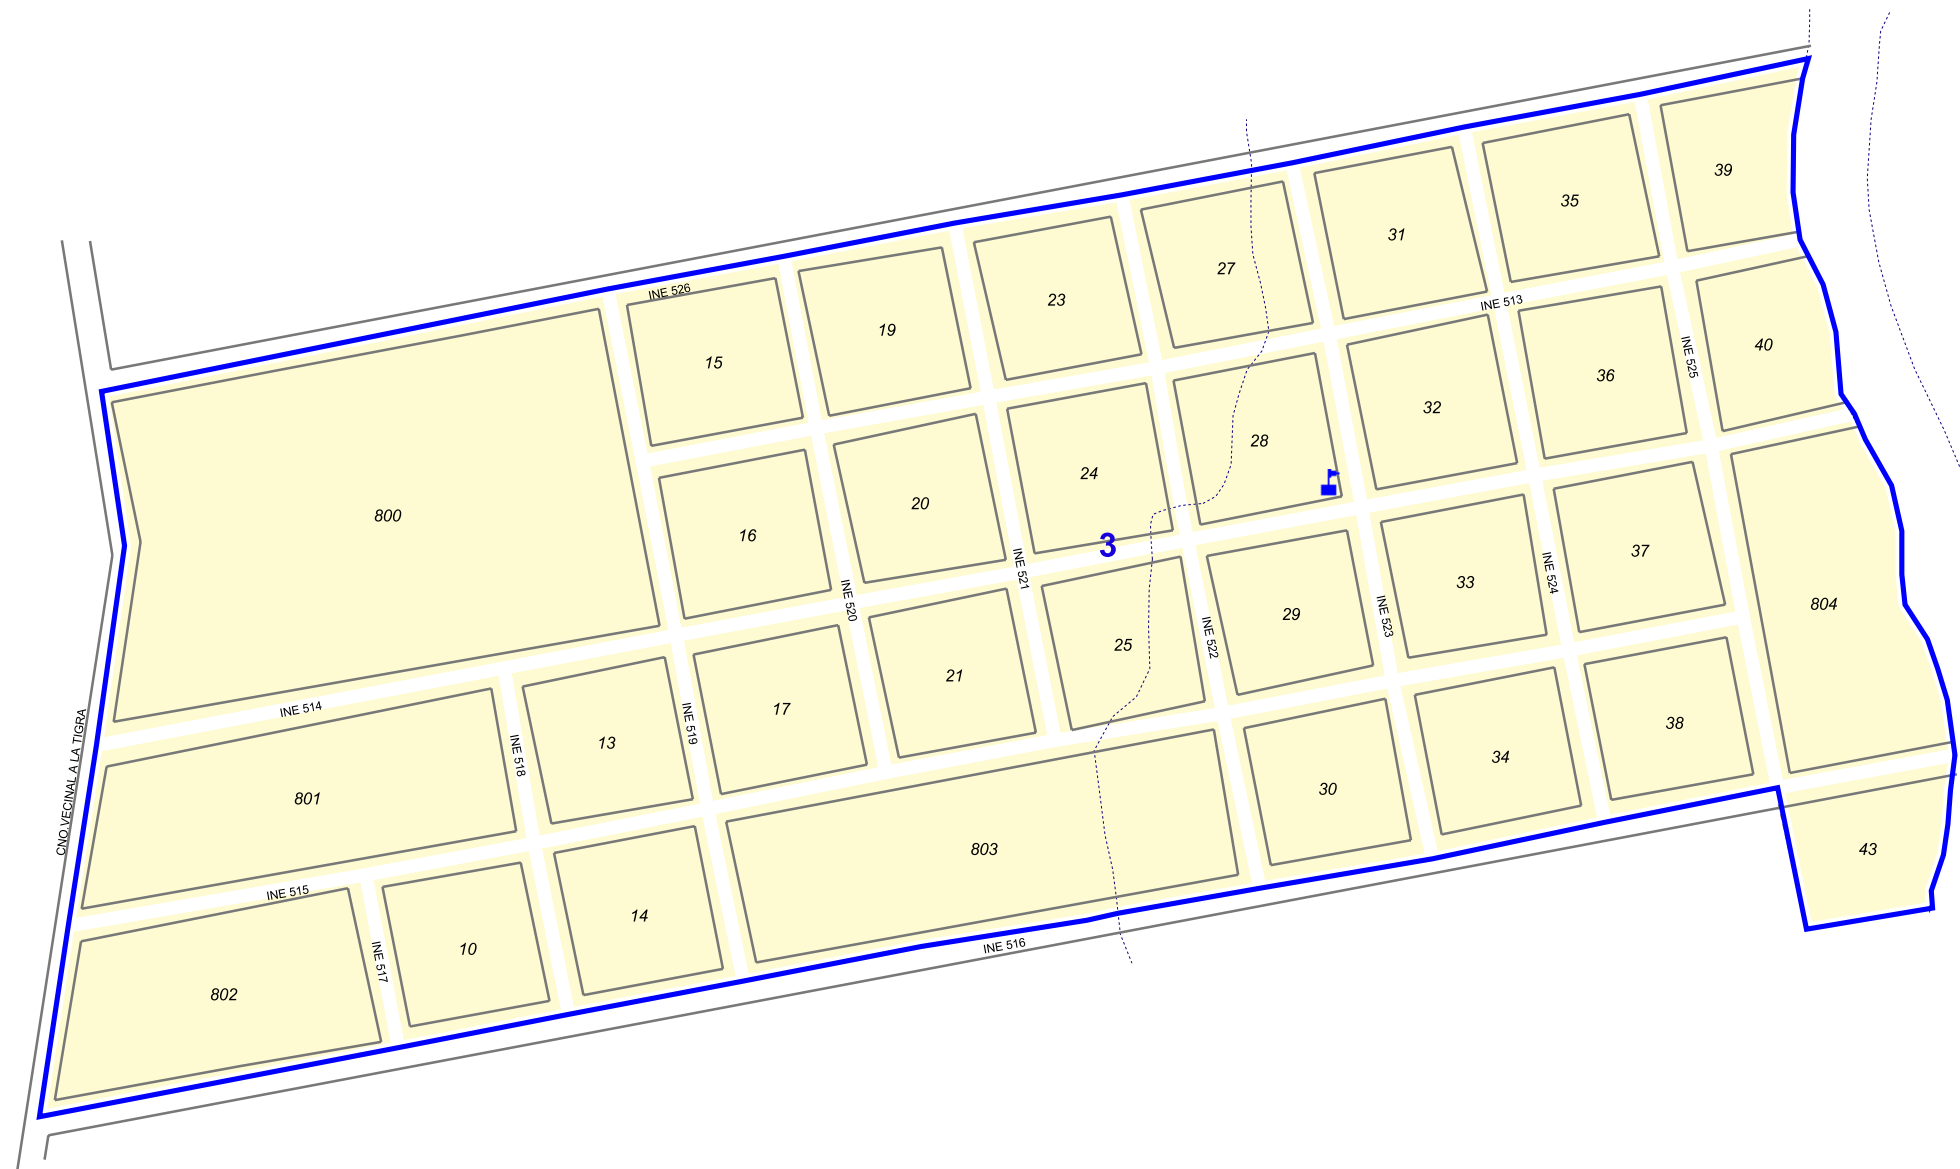 39
35
31
27
INE 526
23
INE 513
19
40
INE 525
15
36
32
28
24
800
20
16
3
37
INE 521
INE 524
33
INE 520
804
29
INE 523
25
INE 522
21
INE 514
17
INE 519
38
13
INE 518
34
CNO.VECINAL A LA TIGRA
30
801
803
43
INE 515
14
INE 516
10
INE 517
802